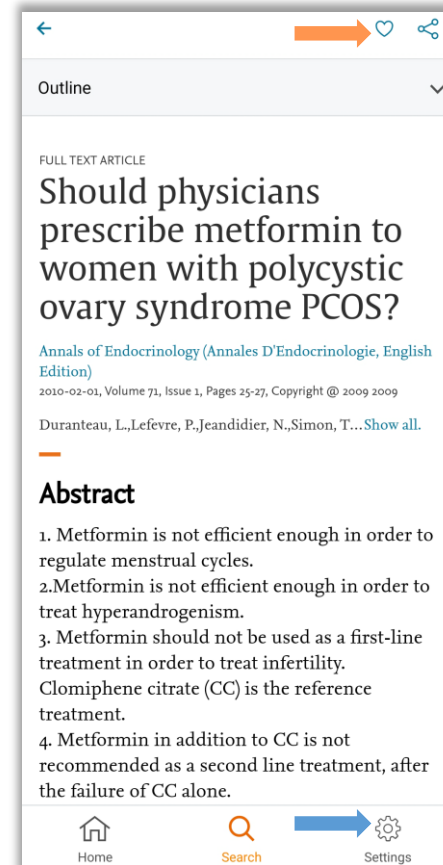 Outline
FULL TEXT ARTICLE
Should physicians
prescribe metformin to
women with polycystic
ovary syndrome PCOS?
Annals of Endocrinology (Annales D'Endocrinologie, English
Edition)
2010-02-01, Volume 71, Issue 1, Pages 25-27, Copyright @ 2009 2009
Duranteau, L.,Lefevre, P.,Jeandidier, N.,Simon, T...Show all.
Abstract
1. Metformin is not efficient enough in order to
regulate menstrual cycles.
2.Metformin is not efficient enough in order to
treat hyperandrogenism.
3. Metformin should not be used as a first-line
treatment in order to treat infertility.
Clomiphene citrate (CC) is the reference
treatment.
4. Metformin in addition to CC is not
recommended as a second line treatment, after
the failure of CC alone.
Home Search Settings